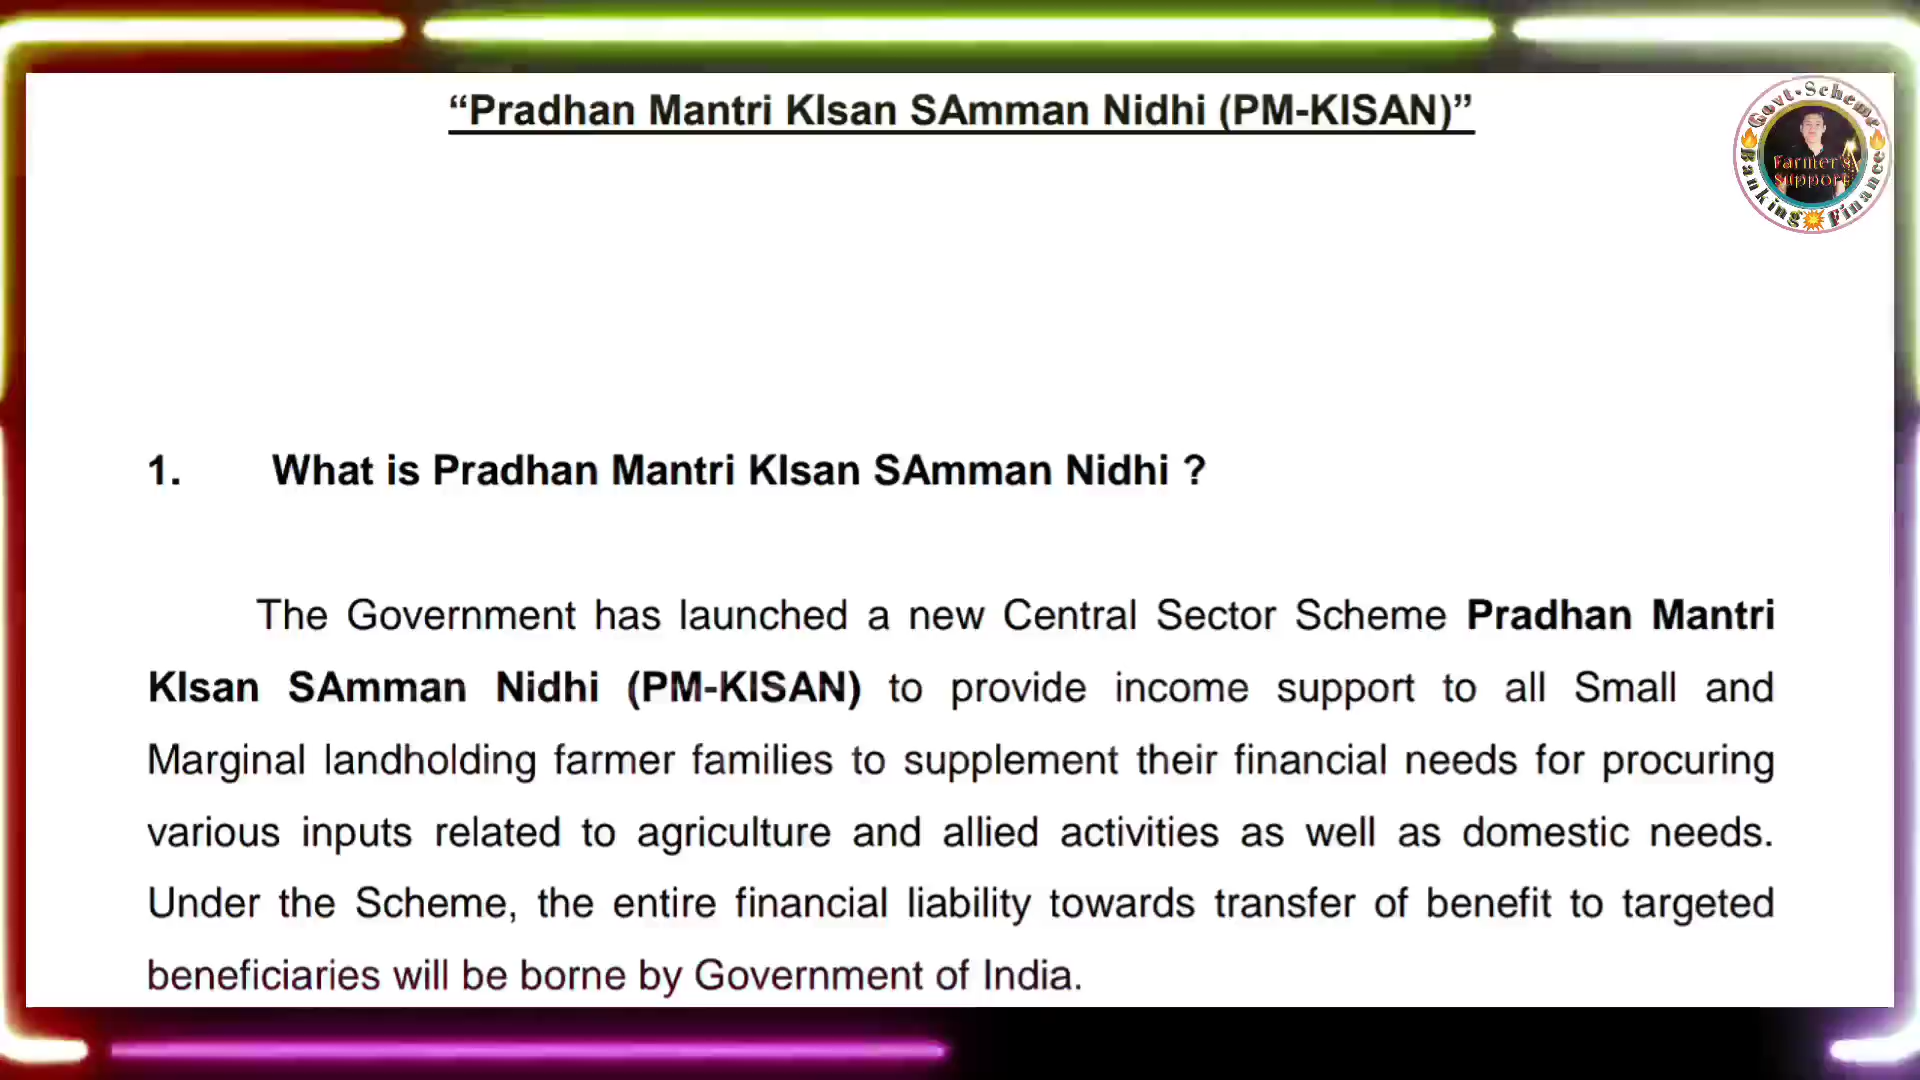 “Pradhan Mantri KIsan SAmman Nidhi (PM-KISAN)”
Govt.Scheme
Farmer's
Support
Banking Finance
1. What is Pradhan Mantri KIsan SAmman Nidhi ?
The Government has launched a new Central Sector Scheme Pradhan Mantri
KIsan SAmman Nidhi (PM-KISAN) to provide income support to all Small and
Marginal landholding farmer families to supplement their financial needs for procuring
various inputs related to agriculture and allied activities as well as domestic needs.
Under the Scheme, the entire financial liability towards transfer of benefit to targeted
beneficiaries will be borne by Government of India.